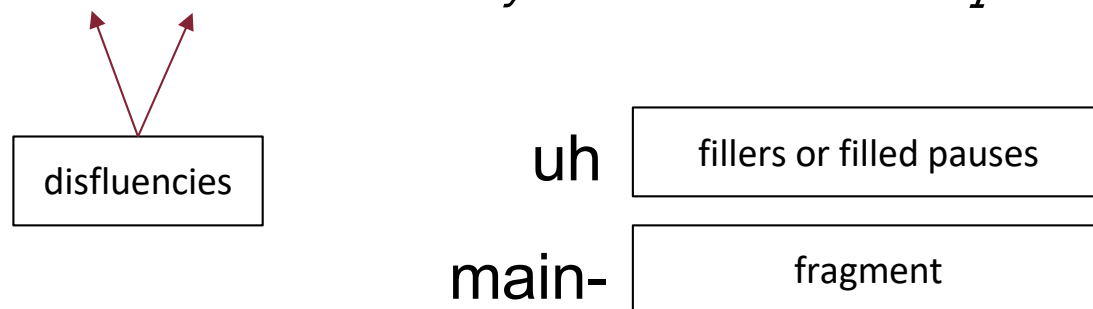 uh fillers or filled pauses
disfluencies
main- fragment